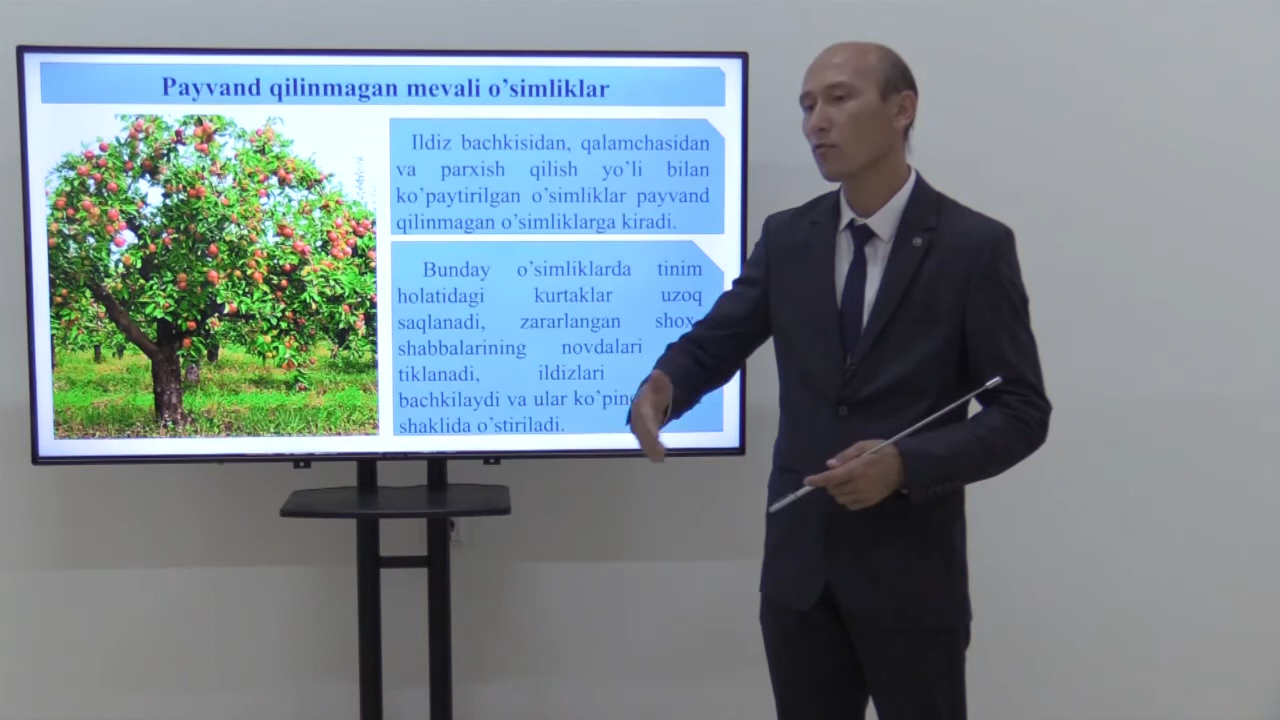 Payvand qilinmagan mevali o’simliklar
Ildiz bachkisidan, qalamchasidan
va parxish qilish yo’li bilan
ko’paytirilgan o’simliklar payvand
qilinmagan o’simliklarga kiradi.
Bunday o’simliklarda tinim
holatidagi kurtaklar uzoq
saqlanadi, zararlangan shox-
shabbalarining novdalari
tiklanadi, ildizlari
bachkilaydi va ular
shaklida o’stiriladi.